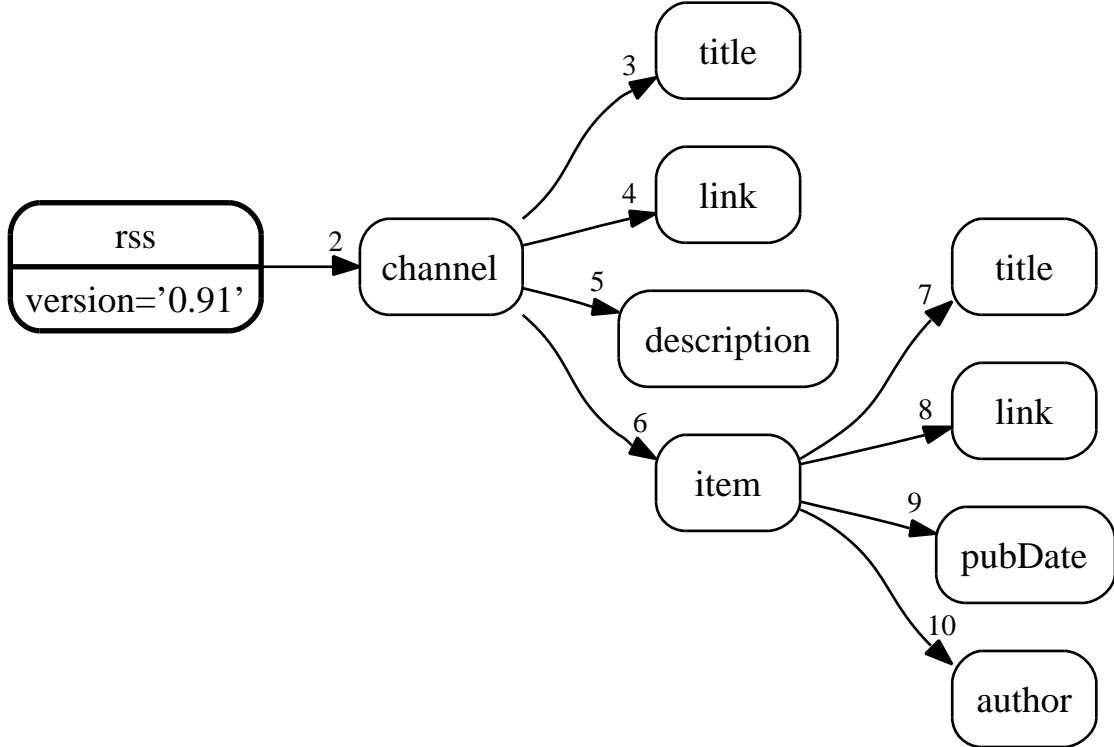 rss
version=’0.91’
2
channel
3
title
4
link
5
description
6
item
7
title
8
link
9
pubDate
10
author